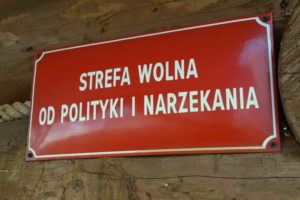 STREFA WOLNA
OD POLITYKI I NARZEKANIA